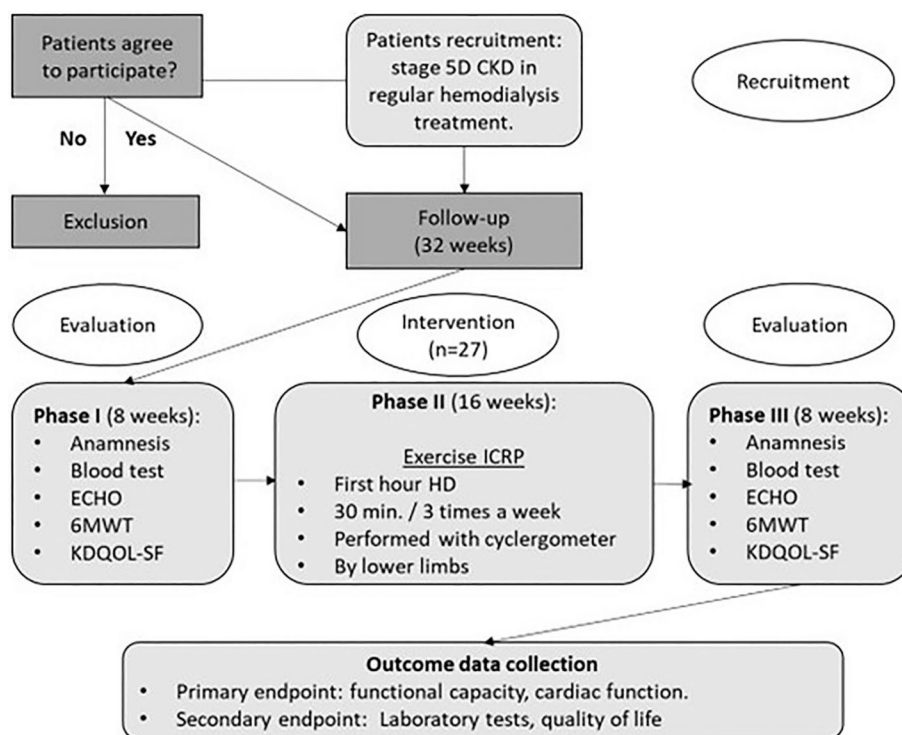 Patients agree
to participate?
Patients recruitment:
stage 5D CKD in
regular hemodialysis
treatment.
Recruitment
No
Yes
Exclusion
Follow-up
(32 weeks)
Evaluation
Intervention
(n=27)
Evaluation
Phase I (8 weeks):
• Anamnesis
• Blood test
• ECHO
• 6MWT
• KDQOL-SF
Phase II (16 weeks):
Exercise ICRP
• First hour HD
• 30 min. / 3 times a week
• Performed with cyclergometer
• By lower limbs
Phase III (8 weeks):
• Anamnesis
• Blood test
• ECHO
• 6MWT
• KDQOL-SF
Outcome data collection
• Primary endpoint: functional capacity, cardiac function.
• Secondary endpoint: Laboratory tests, quality of life